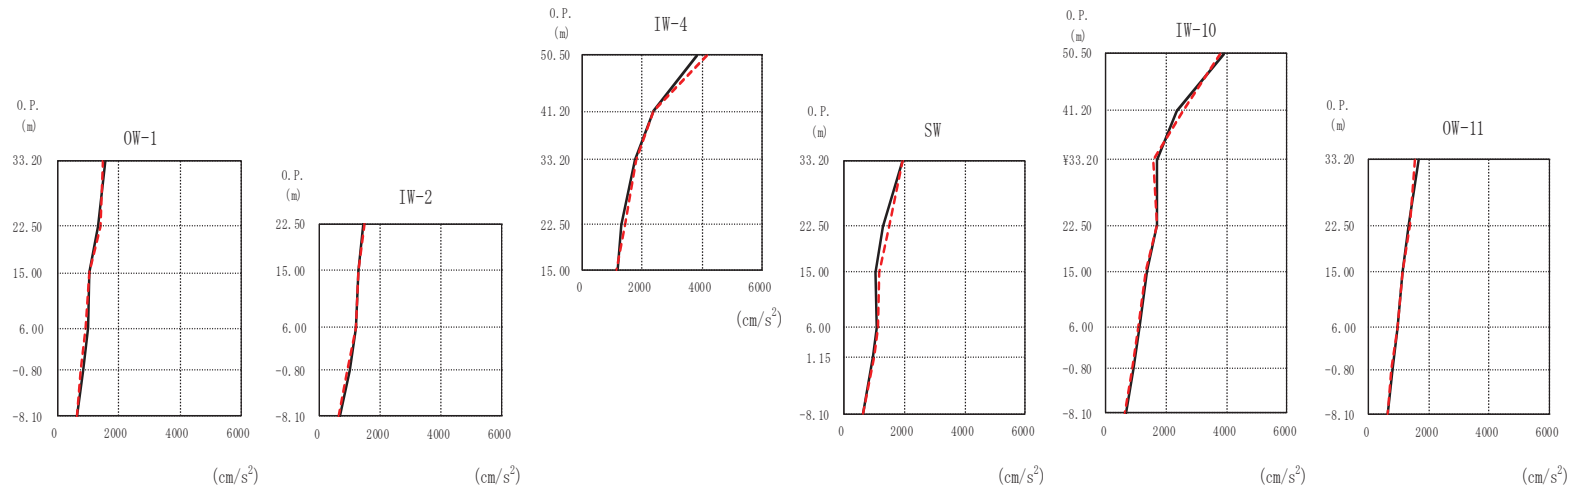 O.P.
(m)
OW-1
33.20
22.50
15.00
6.00
-0.80
-8.10
0
2000
4000
6000
(cm/s²)
O.P.
(m)
IW-2
22.50
15.00
6.00
-0.80
-8.10
0
2000
4000
6000
(cm/s²)
O.P.
(m)
IW-4
50.50
41.20
33.20
22.50
15.00
0
2000
4000
6000
(cm/s²)
O.P.
(m)
SW
33.20
22.50
15.00
6.00
1.15
-8.10
0
2000
4000
6000
(cm/s²)
O.P.
(m)
IW-10
50.50
41.20
¥33.20
22.50
15.00
6.00
-0.80
-8.10
0
2000
4000
6000
(cm/s²)
O.P.
(m)
OW-11
33.20
22.50
15.00
6.00
-0.80
-8.10
0
2000
4000
6000
(cm/s²)